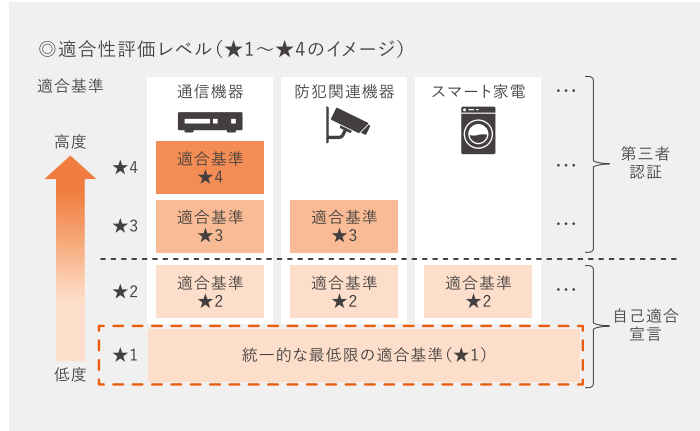 ◎適合性評価レベル（★1～★4のイメージ）
適合基準
通信機器
防犯関連機器
スマート家電
…
高度
★4
適合基準
★4
…
第三者
認証
★3
適合基準
★3
適合基準
★3
…
★2
適合基準
★2
適合基準
★2
適合基準
★2
…
自己適合
宣言
★1
統一的な最低限の適合基準（★1）
低度